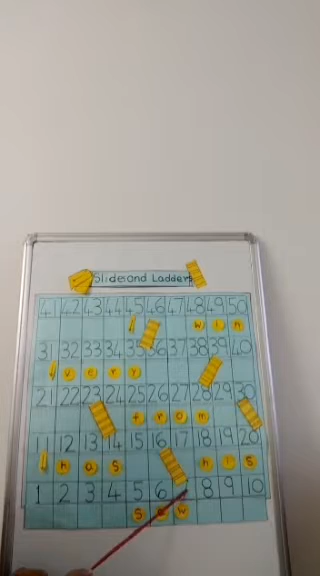 Slide and Ladders
41 42 43 44 45 46 47 48 49 50
w i n
31 32 33 34 35 36 37 38 39 40
v e r y
21 22 23 24 25 26 27 28 29 30
f r o m
11 12 13 14 15 16 17 18 19 20
h a s h i s
1 2 3 4 5 6 8 9 10
s w